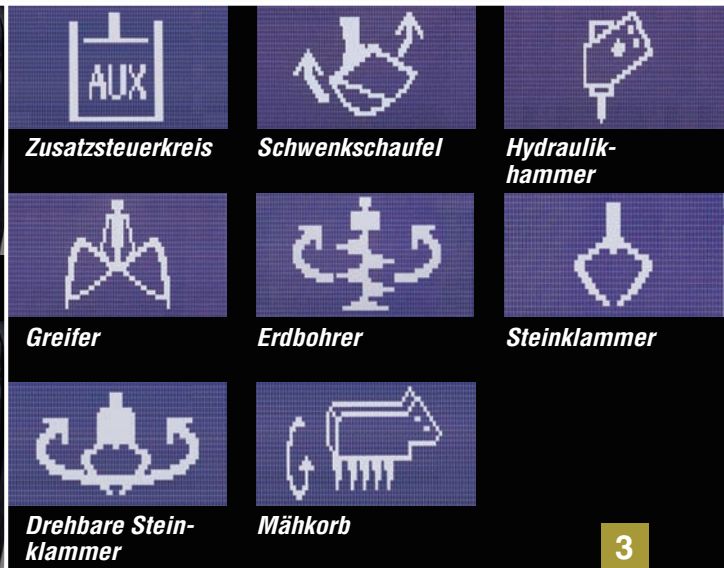 AUX
Zusatzsteuerkreis
Schwenkschaufel
Hydraulik-
hammer
Greifer
Erdbohrer
Steinklammer
Drehbare Stein-
klammer
Mähkorb
3